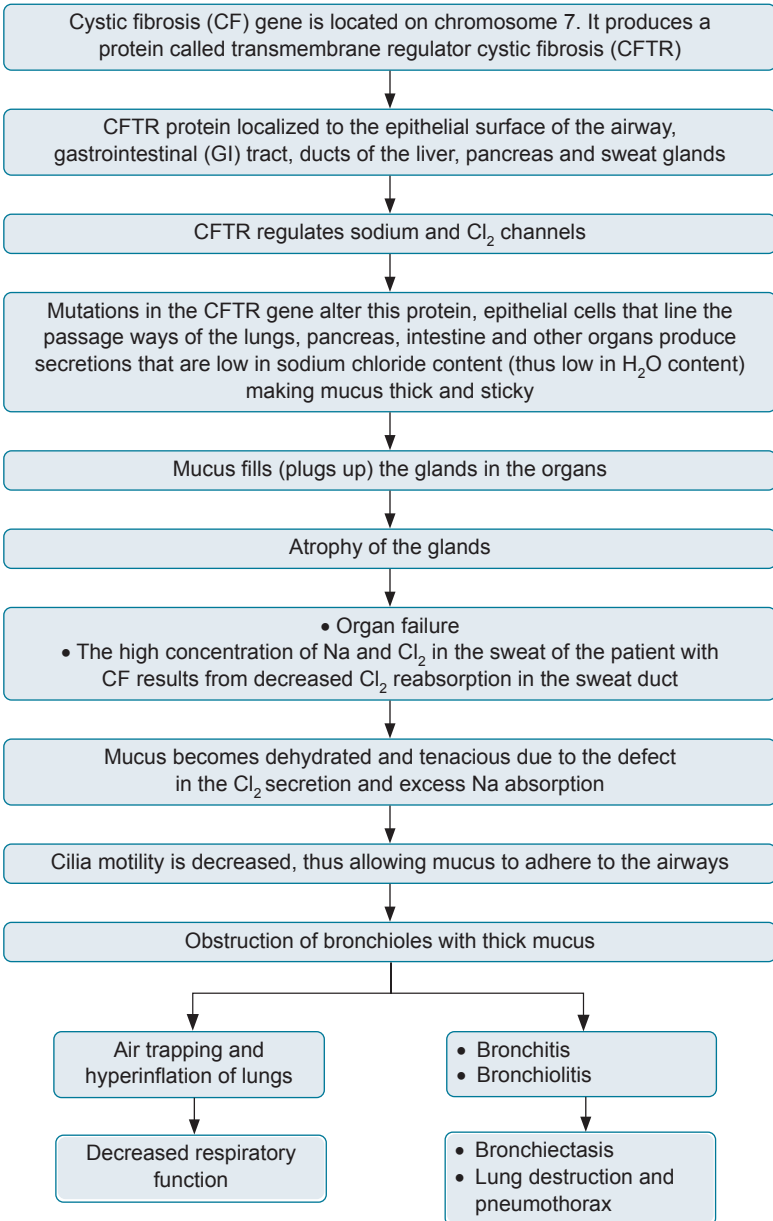 Cystic fibrosis (CF) gene is located on chromosome 7. It produces a
protein called transmembrane regulator cystic fibrosis (CFTR)
CFTR protein localized to the epithelial surface of the airway,
gastrointestinal (GI) tract, ducts of the liver, pancreas and sweat glands
CFTR regulates sodium and Cl₂ channels
Mutations in the CFTR gene alter this protein, epithelial cells that line the
passage ways of the lungs, pancreas, intestine and other organs produce
secretions that are low in sodium chloride content (thus low in H₂O content)
making mucus thick and sticky
Mucus fills (plugs up) the glands in the organs
Atrophy of the glands
• Organ failure
• The high concentration of Na and Cl₂ in the sweat of the patient with
CF results from decreased Cl₂ reabsorption in the sweat duct
Mucus becomes dehydrated and tenacious due to the defect
in the Cl₂ secretion and excess Na absorption
Cilia motility is decreased, thus allowing mucus to adhere to the airways
Obstruction of bronchioles with thick mucus
Air trapping and
hyperinflation of lungs
Decreased respiratory
function
• Bronchitis
• Bronchiolitis
• Bronchiectasis
• Lung destruction and
pneumothorax